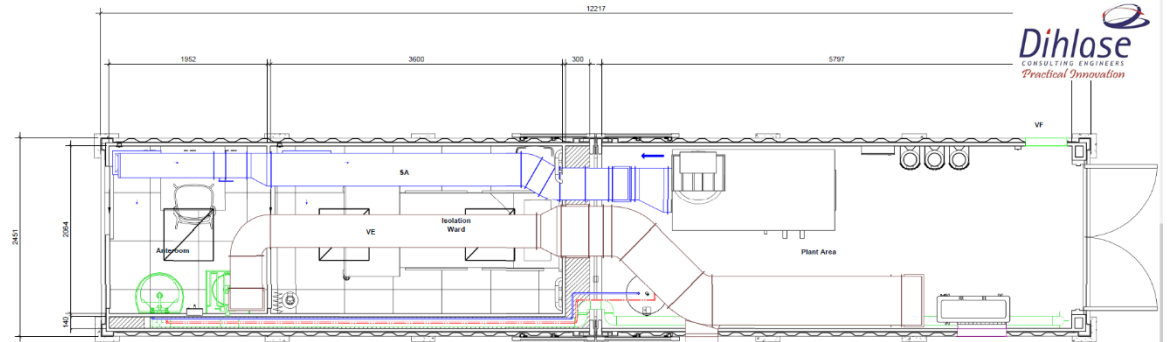 12217
Dihlase
CONSULTING ENGINEERS
Practical Innovation
1952
3600
300
5797
VF
SA
2451
2064
Isolation
Ward
Anteroom
VE
Plant Area
140